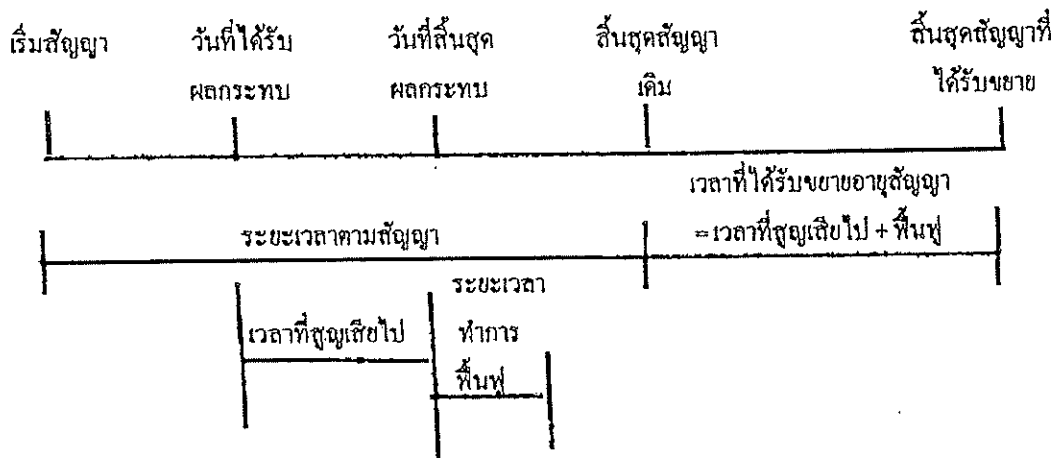 เริ่มสัญญา วันที่ได้รับ วันที่สิ้นสุด สิ้นสุดสัญญา สิ้นสุดสัญญาที่
ผลกระทบ ผลกระทบ เดิม ได้รับขยาย
เวลาที่ได้รับขยายอายุสัญญา
ระยะเวลาตามสัญญา =เวลาที่สูญเสียไป + ฟื้นฟู
ระยะเวลา
เวลาที่สูญเสียไป ทำการ
ฟื้นฟู